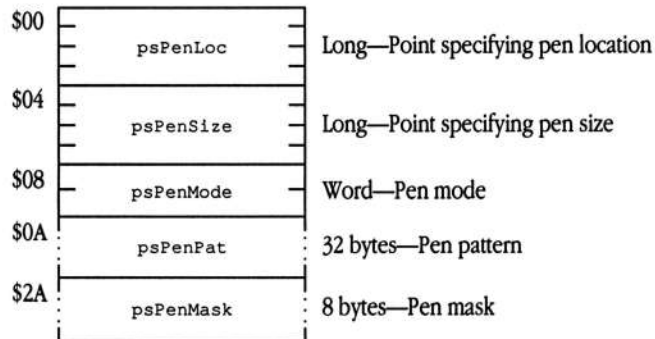 $00
psPenLoc Long—Point specifying pen location
$04
psPenSize Long—Point specifying pen size
$08
psPenMode Word—Pen mode
$0A
psPenPat 32 bytes—Pen pattern
$2A
psPenMask 8 bytes—Pen mask